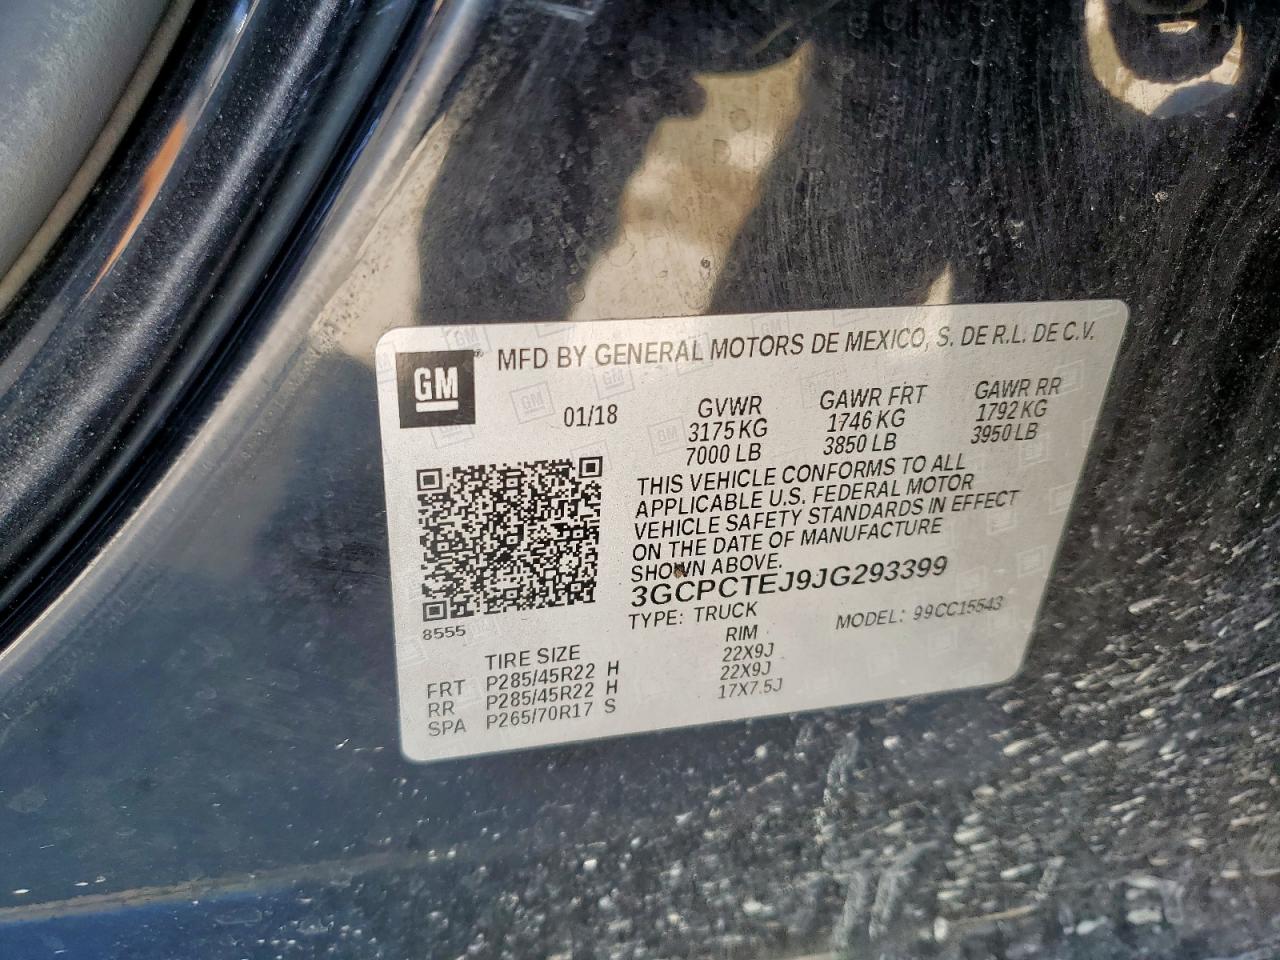 GM
MFD BY GENERAL MOTORS DE MEXICO, S. DE R.L. DE C.V.
01/18
GVWR GAWR FRT GAWR RR
3175 KG 1746 KG 1792 KG
7000 LB 3850 LB 3950 LB
THIS VEHICLE CONFORMS TO ALL
APPLICABLE U.S. FEDERAL MOTOR
VEHICLE SAFETY STANDARDS IN EFFECT
ON THE DATE OF MANUFACTURE
SHOWN ABOVE.
3GCPCTEJ9JG293399
8555
TYPE: TRUCK MODEL: 99CC15543
TIRE SIZE RIM
FRT P285/45R22 H 22X9J
RR P285/45R22 H 22X9J
SPA P265/70R17 S 17X7.5J